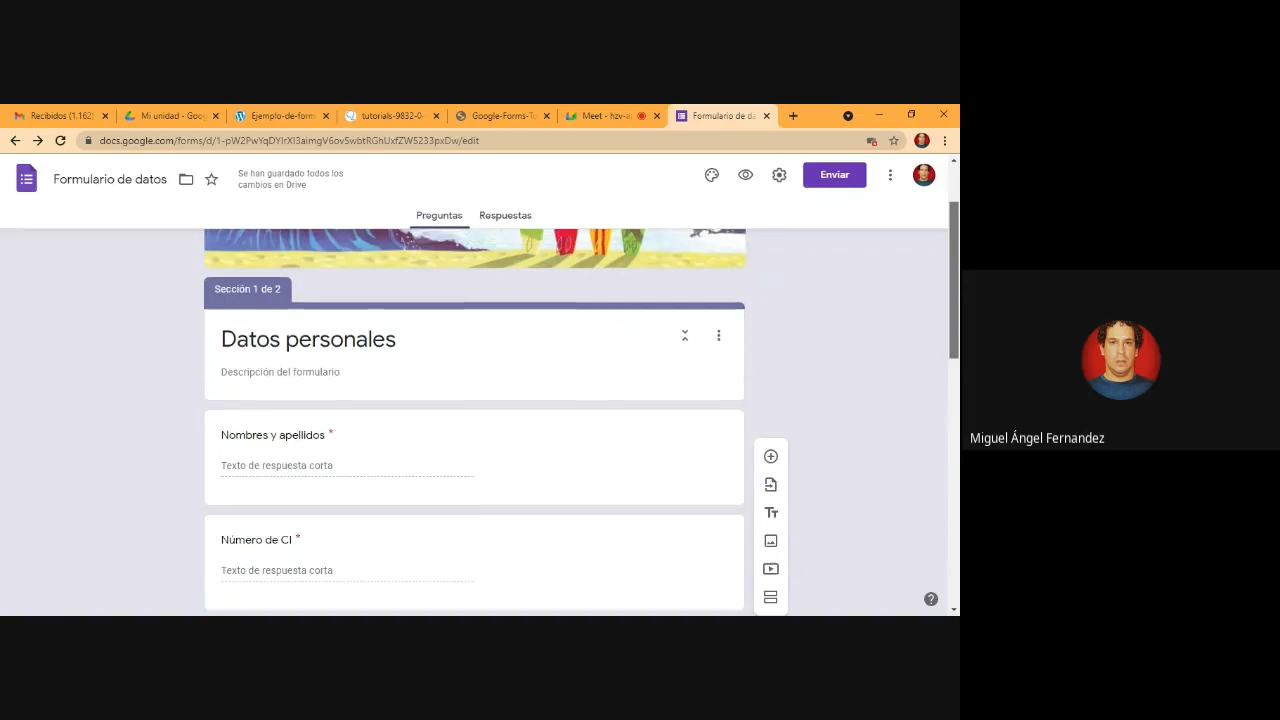 Recibidos (1.162)
Mi unidad - Goog
Ejemplo-de-form
tutorials-9832-0-
Google-Forms-To
Meet - hzv-a
Formulario de da
docs.google.com/forms/d/1-pW2PwYqDYIrXI3aimgV6ov5wbtRGhUxfZW5233pxDw/edit
Formulario de datos
Se han guardado todos los
cambios en Drive
Enviar
Preguntas
Respuestas
Sección 1 de 2
Datos personales
Descripción del formulario
Nombres y apellidos *
Texto de respuesta corta
Número de CI *
Texto de respuesta corta
Miguel Ángel Fernandez